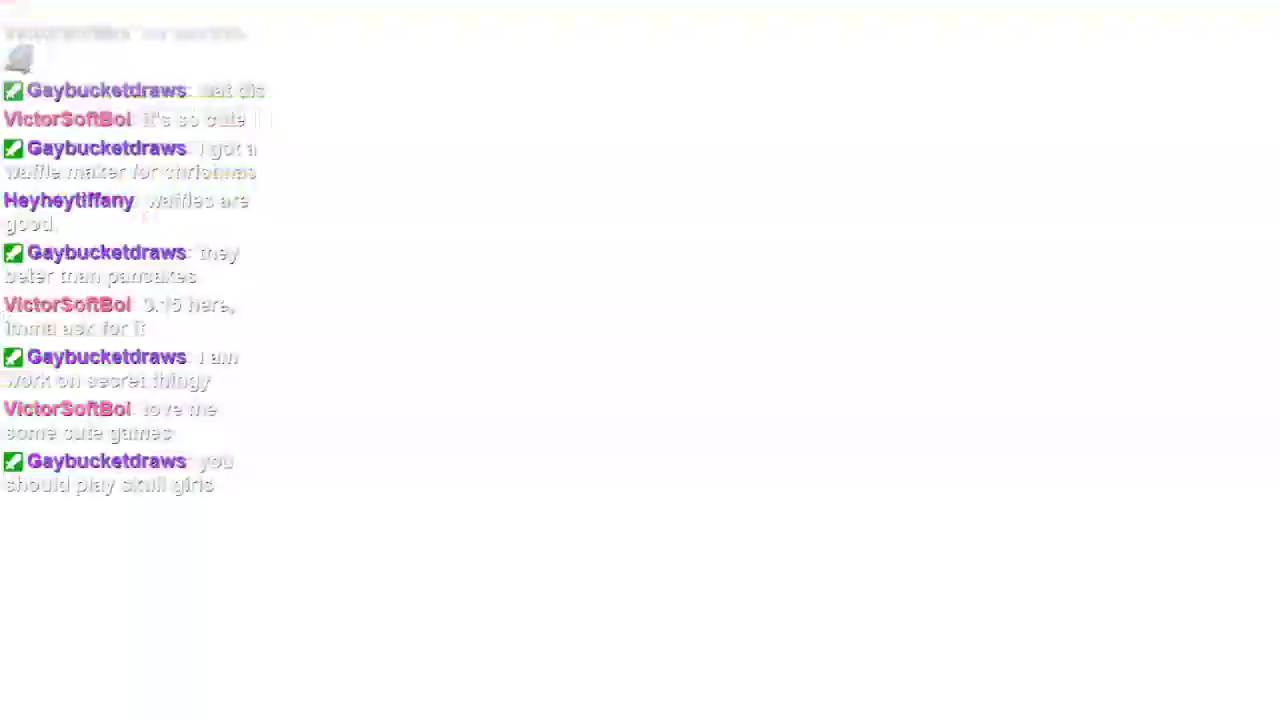 Gaybucketdraws: wat dis
VictorSoftBoi: it's so cute
Gaybucketdraws: I got a
waffle maker for christmas
Heyheytiffany: waffles are
good.
Gaybucketdraws: they
beter than pancakes
VictorSoftBoi: 3:15 here,
imma ask for it
Gaybucketdraws: I am
work on secret thingy
VictorSoftBoi: love me
some cute games
Gaybucketdraws: you
should play skull girls